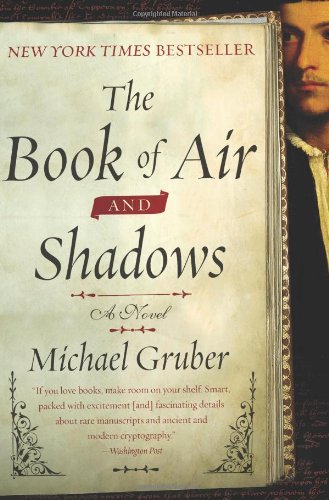 Copyrighted Material
NEW YORK TIMES BESTSELLER
The
Book of Air
AND
Shadows
A Novel
Michael Gruber
"If you love books, make room on your shelf. Smart,
packed with excitement [and] fascinating details
about rare manuscripts and ancient and
modern cryptography."
—Washington Post